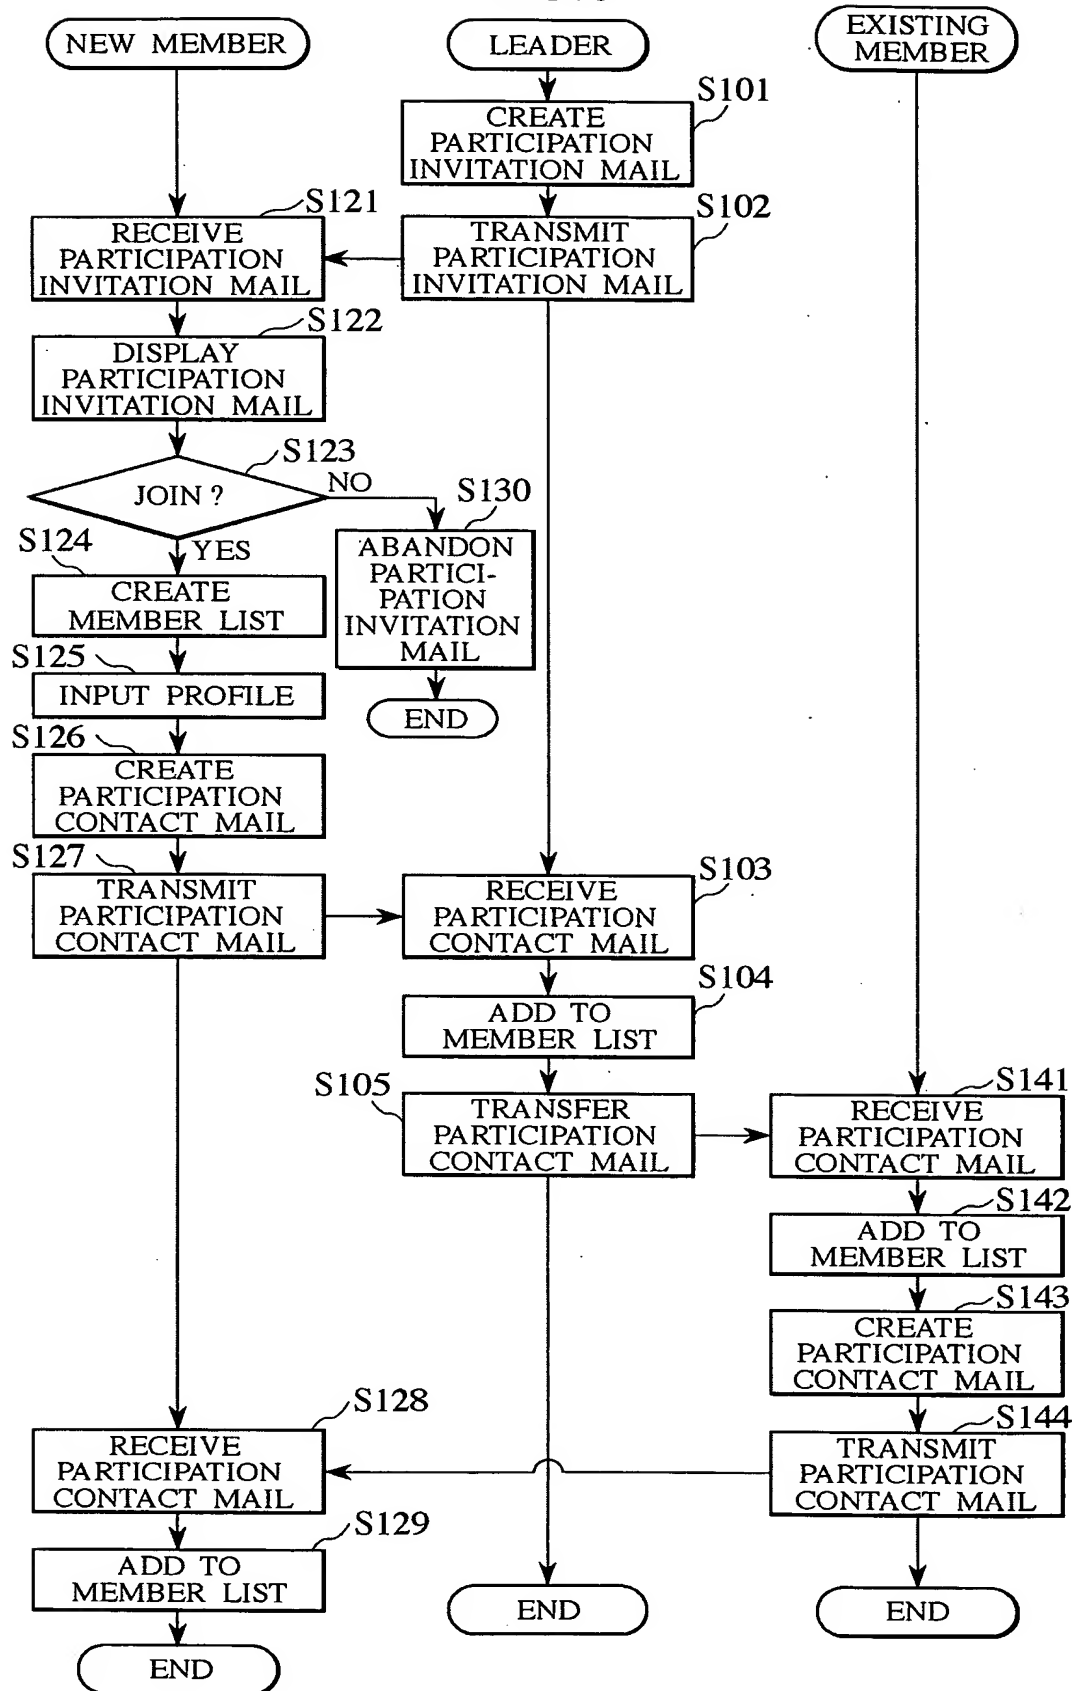 NEW MEMBER
LEADER
EXISTING
MEMBER
S101
CREATE
PARTICIPATION
INVITATION MAIL
S121
RECEIVE
PARTICIPATION
INVITATION MAIL
S102
TRANSMIT
PARTICIPATION
INVITATION MAIL
S122
DISPLAY
PARTICIPATION
INVITATION MAIL
S123
JOIN ?
NO
YES
S130
ABANDON
PARTICI-
PATION
INVITATION
MAIL
END
S124
CREATE
MEMBER LIST
S125
INPUT PROFILE
S126
CREATE
PARTICIPATION
CONTACT MAIL
S127
TRANSMIT
PARTICIPATION
CONTACT MAIL
S103
RECEIVE
PARTICIPATION
CONTACT MAIL
S104
ADD TO
MEMBER LIST
S105
TRANSFER
PARTICIPATION
CONTACT MAIL
S141
RECEIVE
PARTICIPATION
CONTACT MAIL
S142
ADD TO
MEMBER LIST
S143
CREATE
PARTICIPATION
CONTACT MAIL
S144
TRANSMIT
PARTICIPATION
CONTACT MAIL
S128
RECEIVE
PARTICIPATION
CONTACT MAIL
S129
ADD TO
MEMBER LIST
END
END
END